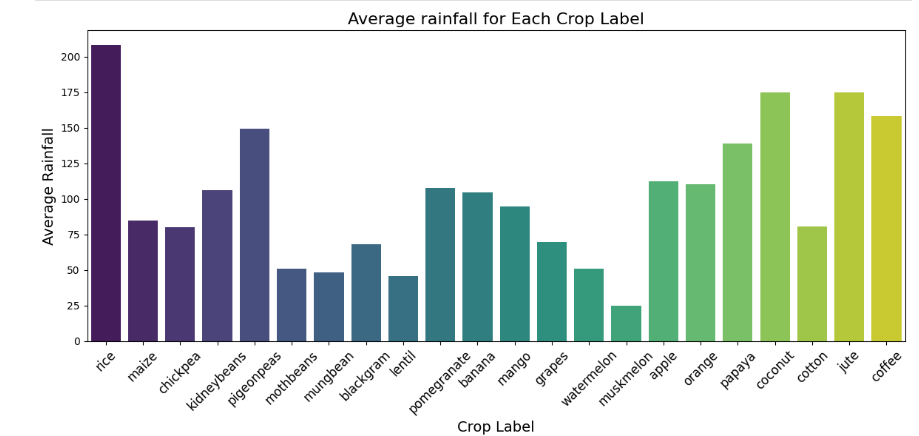 Average rainfall for Each Crop Label
Average Rainfall
200
175
150
125
100
75
50
25
0
rice
maize
chickpea
kidneybeans
pigeonpeas
mothbeans
mungbean
blackgram
lentil
pomegranate
banana
mango
grapes
watermelon
muskmelon
apple
orange
papaya
coconut
cotton
jute
coffee
Crop Label